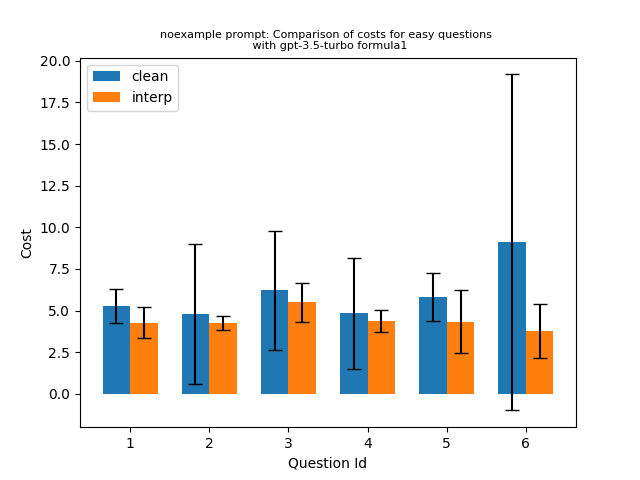 noexample prompt: Comparison of costs for easy questions
with gpt-3.5-turbo formula1
clean
interp
20.0
17.5
15.0
12.5
10.0
7.5
5.0
2.5
0.0
Cost
1 2 3 4 5 6
Question Id